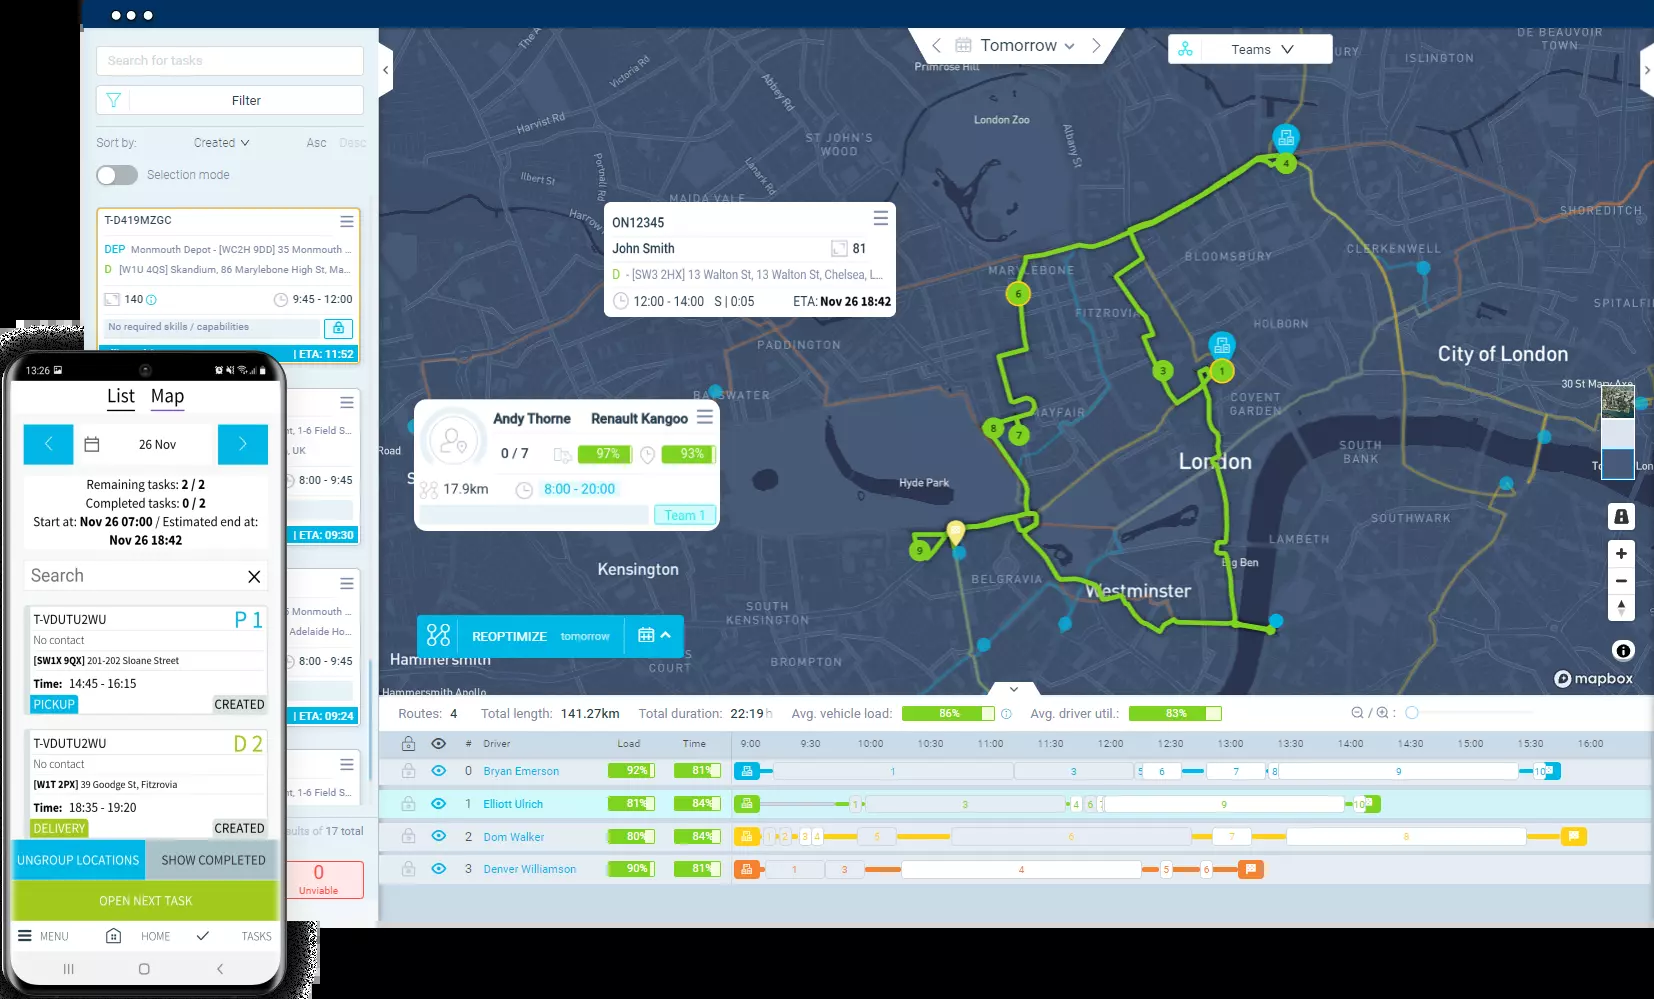 Search for tasks
Filter
Sort by: Created Asc Desc
Selection mode
T-D419MZGC
DEP Monmouth Depot - [WC2H 9DD] 35 Monmouth ...
D [W1U 4QS] Skandium, 86 Marylebone High St, Ma...
140 9:45 - 12:00
No required skills / capabilities
| ETA: 11:52
nt, 1-6 Field S...
, UK
8:00 - 9:45
| ETA: 09:30
5 Monmouth ...
Adelaide Ho...
8:00 - 9:45
| ETA: 09:24
nt, 1-6 Field S...
sults of 17 total
0
Unviable
13:26
List Map
26 Nov
Remaining tasks: 2 / 2
Completed tasks: 0 / 2
Start at: Nov 26 07:00 / Estimated end at:
Nov 26 18:42
Search
T-VDUTU2WU P 1
No contact
[SW1X 9QX] 201-202 Sloane Street
Time: 14:45 - 16:15
PICKUP CREATED
T-VDUTU2WU D 2
No contact
[W1T 2PX] 39 Goodge St, Fitzrovia
Time: 18:35 - 19:20
DELIVERY CREATED
UNGROUP LOCATIONS SHOW COMPLETED
OPEN NEXT TASK
MENU HOME TASKS
Tomorrow
Teams
DE BEAUVOIR
TOWN
ISLINGTON
Primrose Hill
Victoria Rd
Abbey Rd
Harvist Rd
London Zoo
ST JOHN'S
WOOD
Albany St
Portnall Rd
Lanark Rd
Ilbert St
MAIDA VALE
SHOREDITCH
CLERKENWELL
BLOOMSBURY
MARYLEBONE
FITZROVIA
HOLBORN
SPITALFI
PADDINGTON
City of London
30 St Mary Axe
BAYSWATER
COVENT
GARDEN
MAYFAIR
SOUTH
BANK
London
Road
Hyde Park
SOUTHWARK
LAMBETH
Big Ben
Kensington
BELGRAVIA
Westminster
SOUTH
KENSINGTON
BROMPTON
COURT
Hammersmith
Hammersmith Apollo
4
6
3
1
8
7
9
ON12345
John Smith 81
D - [SW3 2HX] 13 Walton St, 13 Walton St, Chelsea, L...
12:00 - 14:00 S | 0:05 ETA: Nov 26 18:42
Andy Thorne Renault Kangoo
0 / 7 97% 93%
17.9km 8:00 - 20:00
Team 1
REOPTIMIZE tomorrow
mapbox
Routes: 4 Total length: 141.27km Total duration: 22:19h Avg. vehicle load: 86% Avg. driver util.: 83%
# Driver Load Time 9:00 9:30 10:00 10:30 11:00 11:30 12:00 12:30 13:00 13:30 14:00 14:30 15:00 15:30 16:00
0 Bryan Emerson 92% 81% 1 3 5 6 7 8 9 10
1 Elliott Ulrich 81% 84% 1 3 4 6 9 10
2 Dom Walker 80% 84% 1 2 3 4 5 6 7 8
3 Denver Williamson 90% 81% 1 3 4 5 6